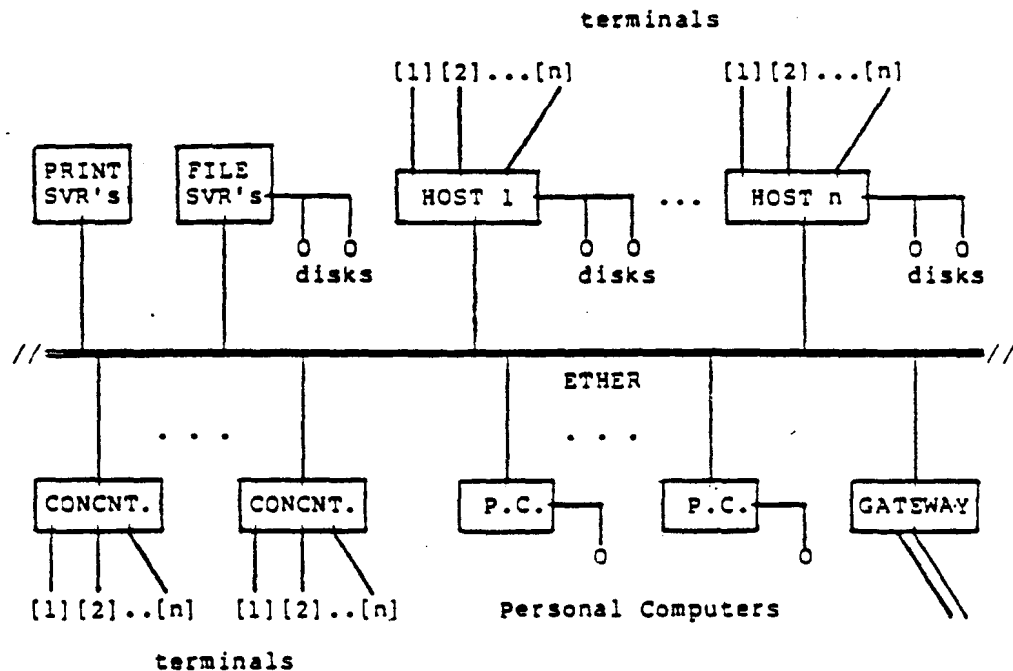 terminals
[1] [2] ... [n] [1] [2] ... [n]
PRINT SVR's
FILE SVR's
HOST 1
...
HOST n
O O
disks
O O
disks
O O
disks
// //
ETHER
. . . . . .
CONCNT. CONCNT. P.C. P.C. GATEWAY
O O
[1] [2] .. [n] [1] [2] .. [n] Personal Computers
terminals